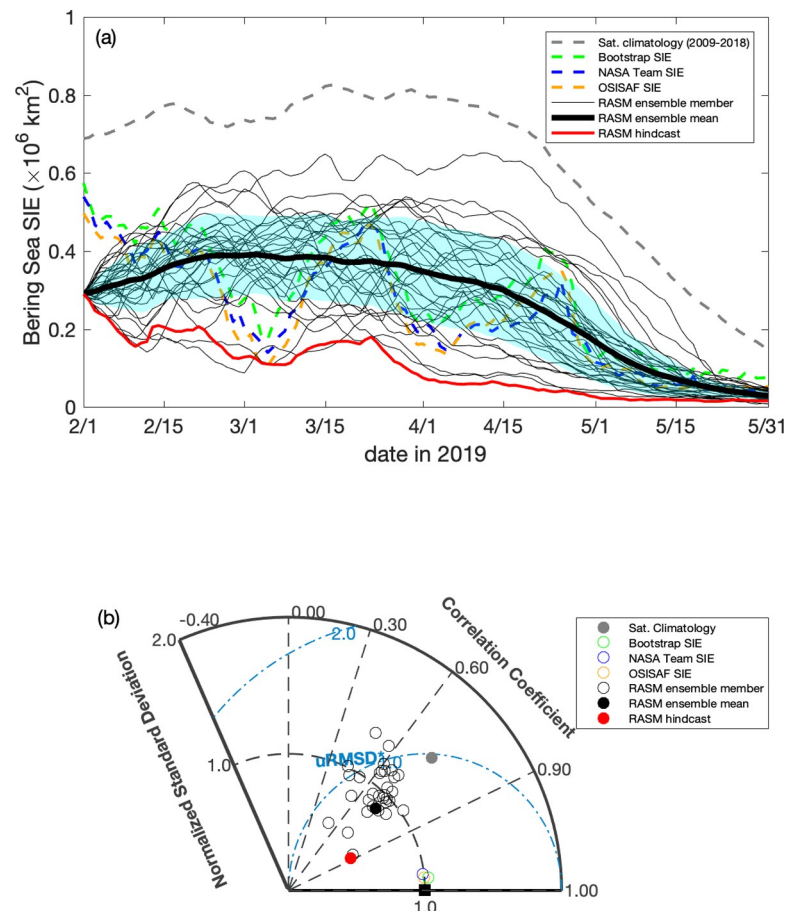 (a)
1
0.8
0.6
0.4
0.2
0
Bering Sea SIE (×10⁶ km²)
Sat. climatology (2009-2018)
Bootstrap SIE
NASA Team SIE
OSISAF SIE
RASM ensemble member
RASM ensemble mean
RASM hindcast
2/1 2/15 3/1 3/15 4/1 4/15 5/1 5/15 5/31
date in 2019
(b)
-0.40
0.00
0.30
0.60
0.90
1.00
Correlation Coefficient
2.0
1.0
Normalized Standard Deviation
2.0
uRMSD*
1.0
Sat. Climatology
Bootstrap SIE
NASA Team SIE
OSISAF SIE
RASM ensemble member
RASM ensemble mean
RASM hindcast